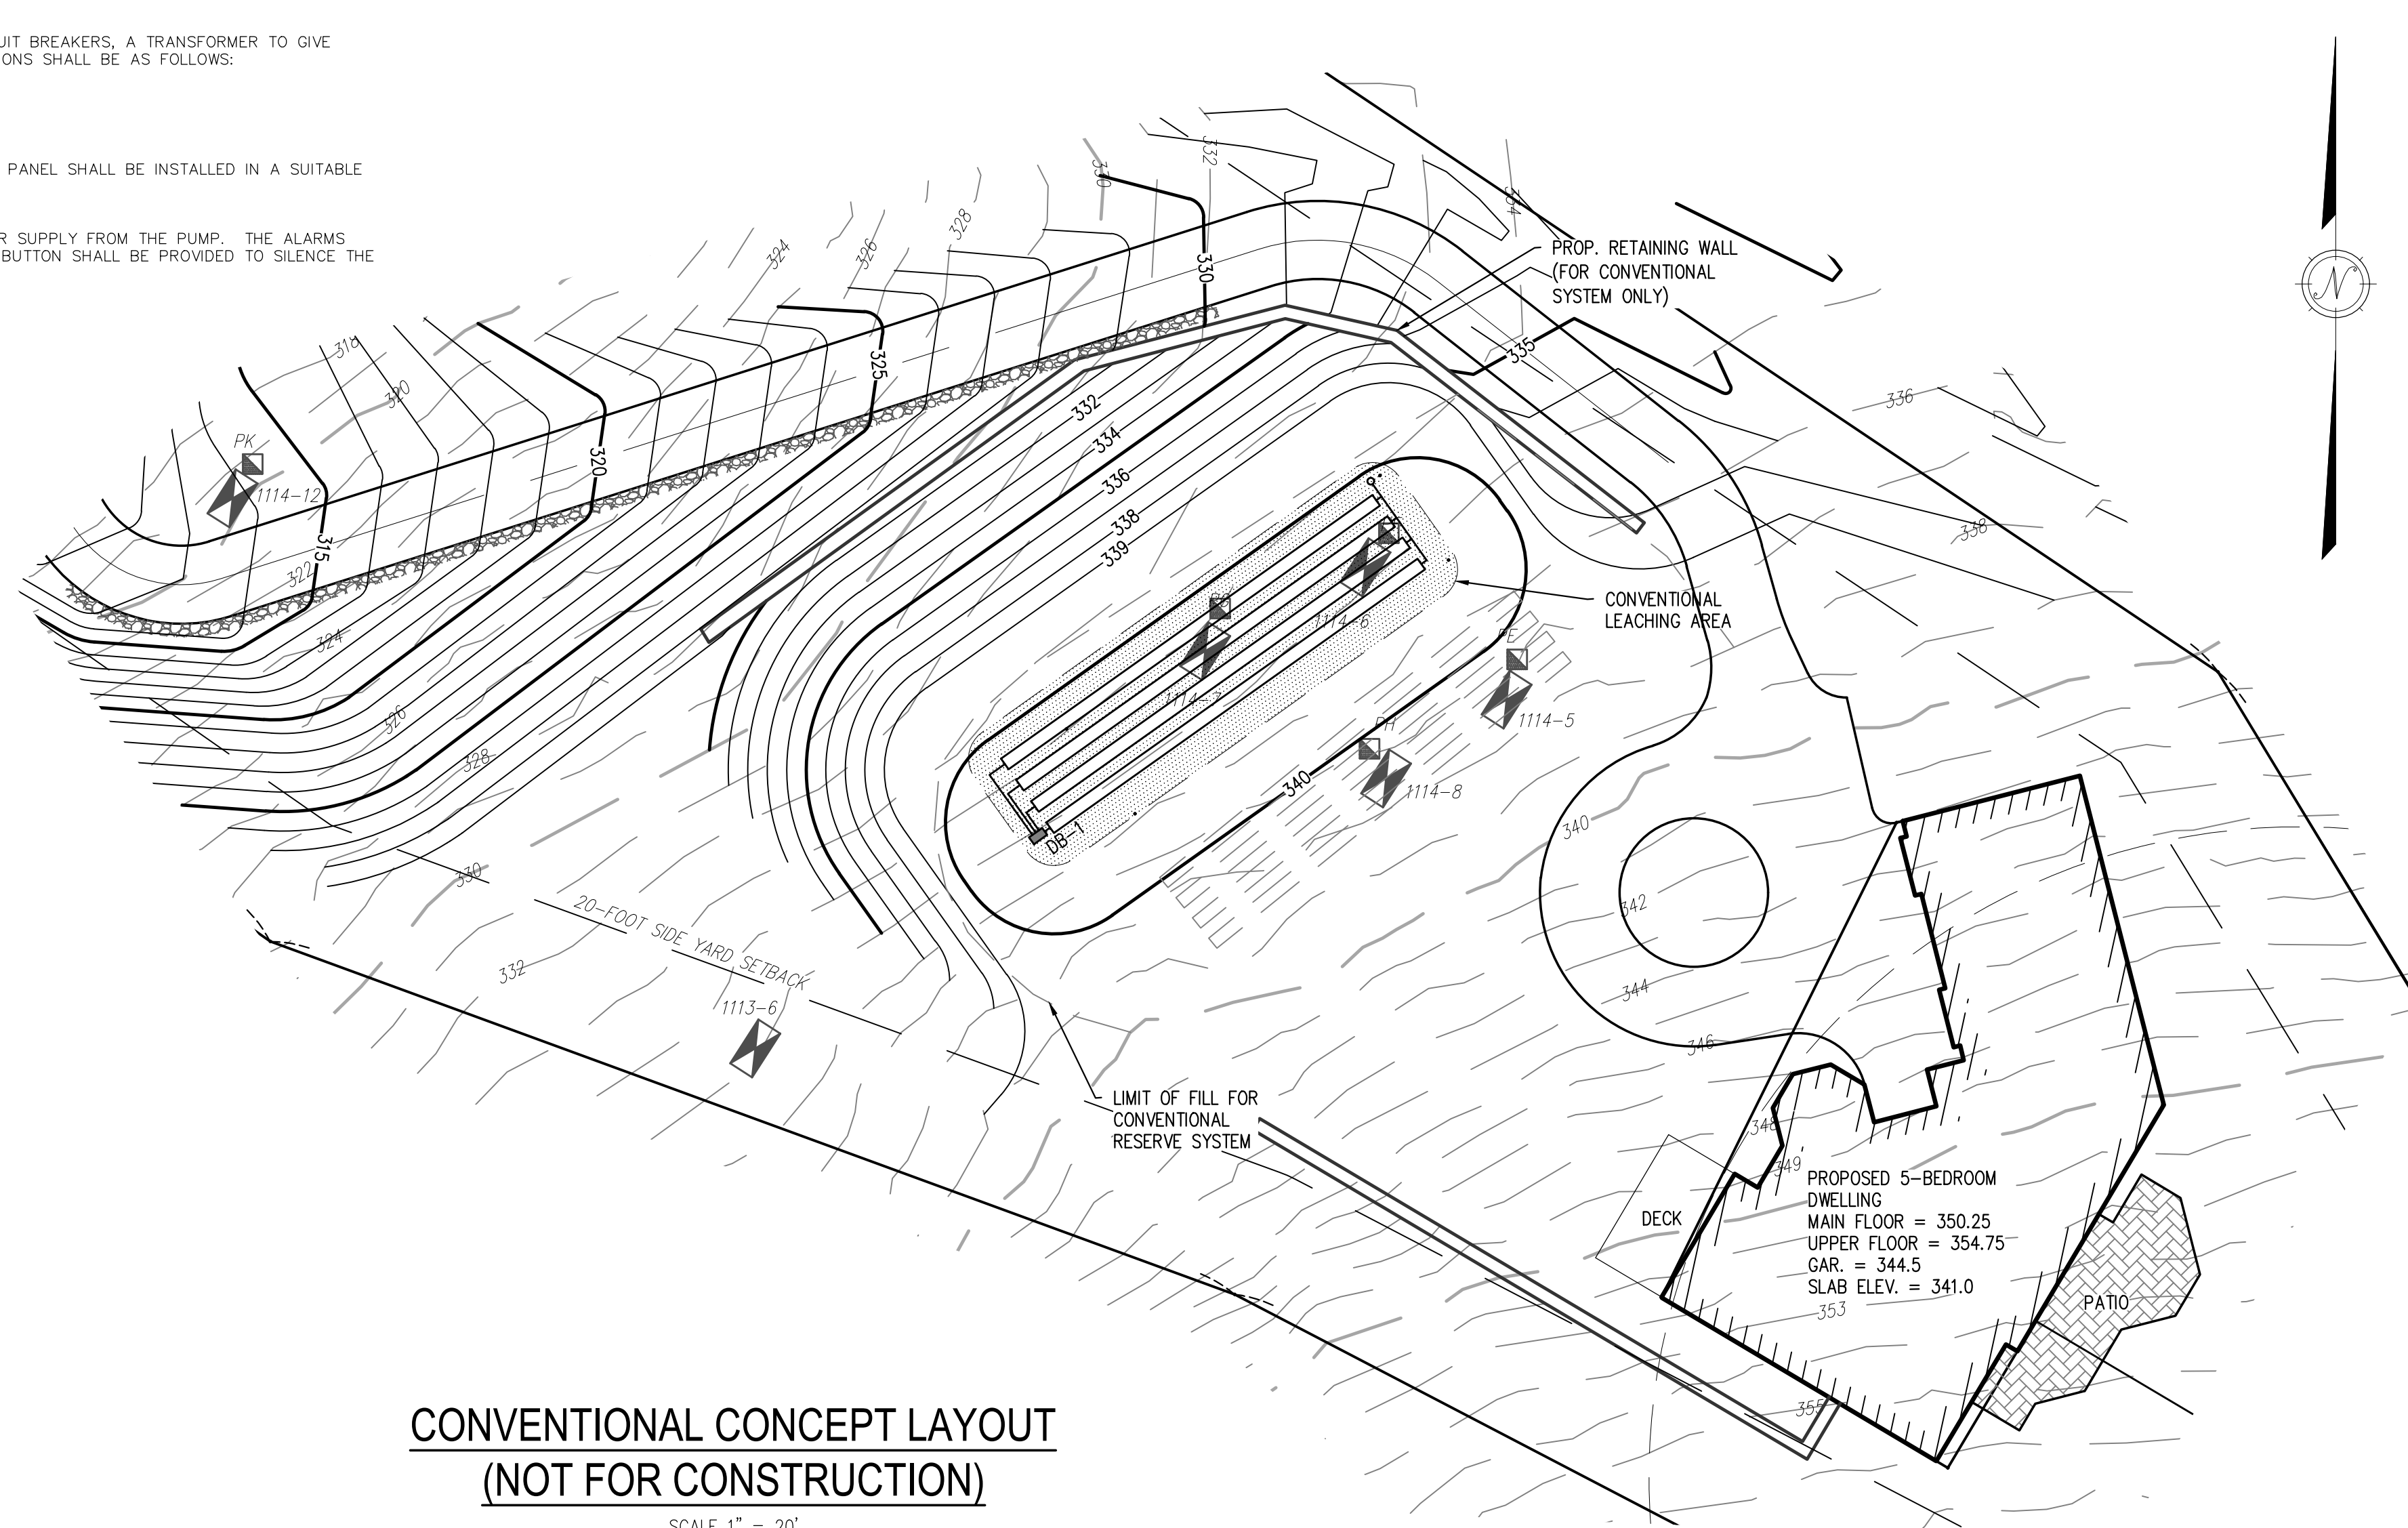 UIT BREAKERS, A TRANSFORMER TO GIVE
ONS SHALL BE AS FOLLOWS:
PANEL SHALL BE INSTALLED IN A SUITABLE
R SUPPLY FROM THE PUMP. THE ALARMS
BUTTON SHALL BE PROVIDED TO SILENCE THE
332
330
334
328
326
324
330
PROP. RETAINING WALL
(FOR CONVENTIONAL
SYSTEM ONLY)
N
318
325
335
320
336
332
PK
334
320
336
1114-12
338
338
315
339
322
CONVENTIONAL
LEACHING AREA
1114-6
324
PE
1114-7
326
1114-5
PH
328
340
1114-8
340
DB-1
330
342
20-FOOT SIDE YARD SETBACK
332
344
1113-6
346
LIMIT OF FILL FOR
CONVENTIONAL
RESERVE SYSTEM
348
349
PROPOSED 5-BEDROOM
DWELLING
MAIN FLOOR = 350.25
UPPER FLOOR = 354.75
GAR. = 344.5
SLAB ELEV. = 341.0
DECK
353
PATIO
355
CONVENTIONAL CONCEPT LAYOUT
(NOT FOR CONSTRUCTION)
SCALE 1" = 20'